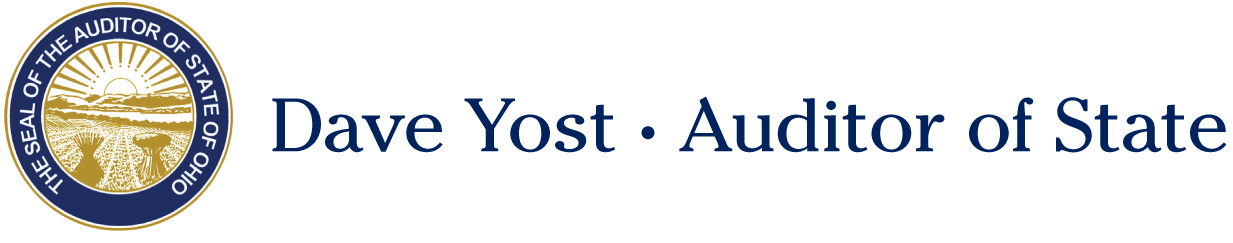 THE SEAL OF THE AUDITOR OF STATE OF OHIO
Dave Yost • Auditor of State